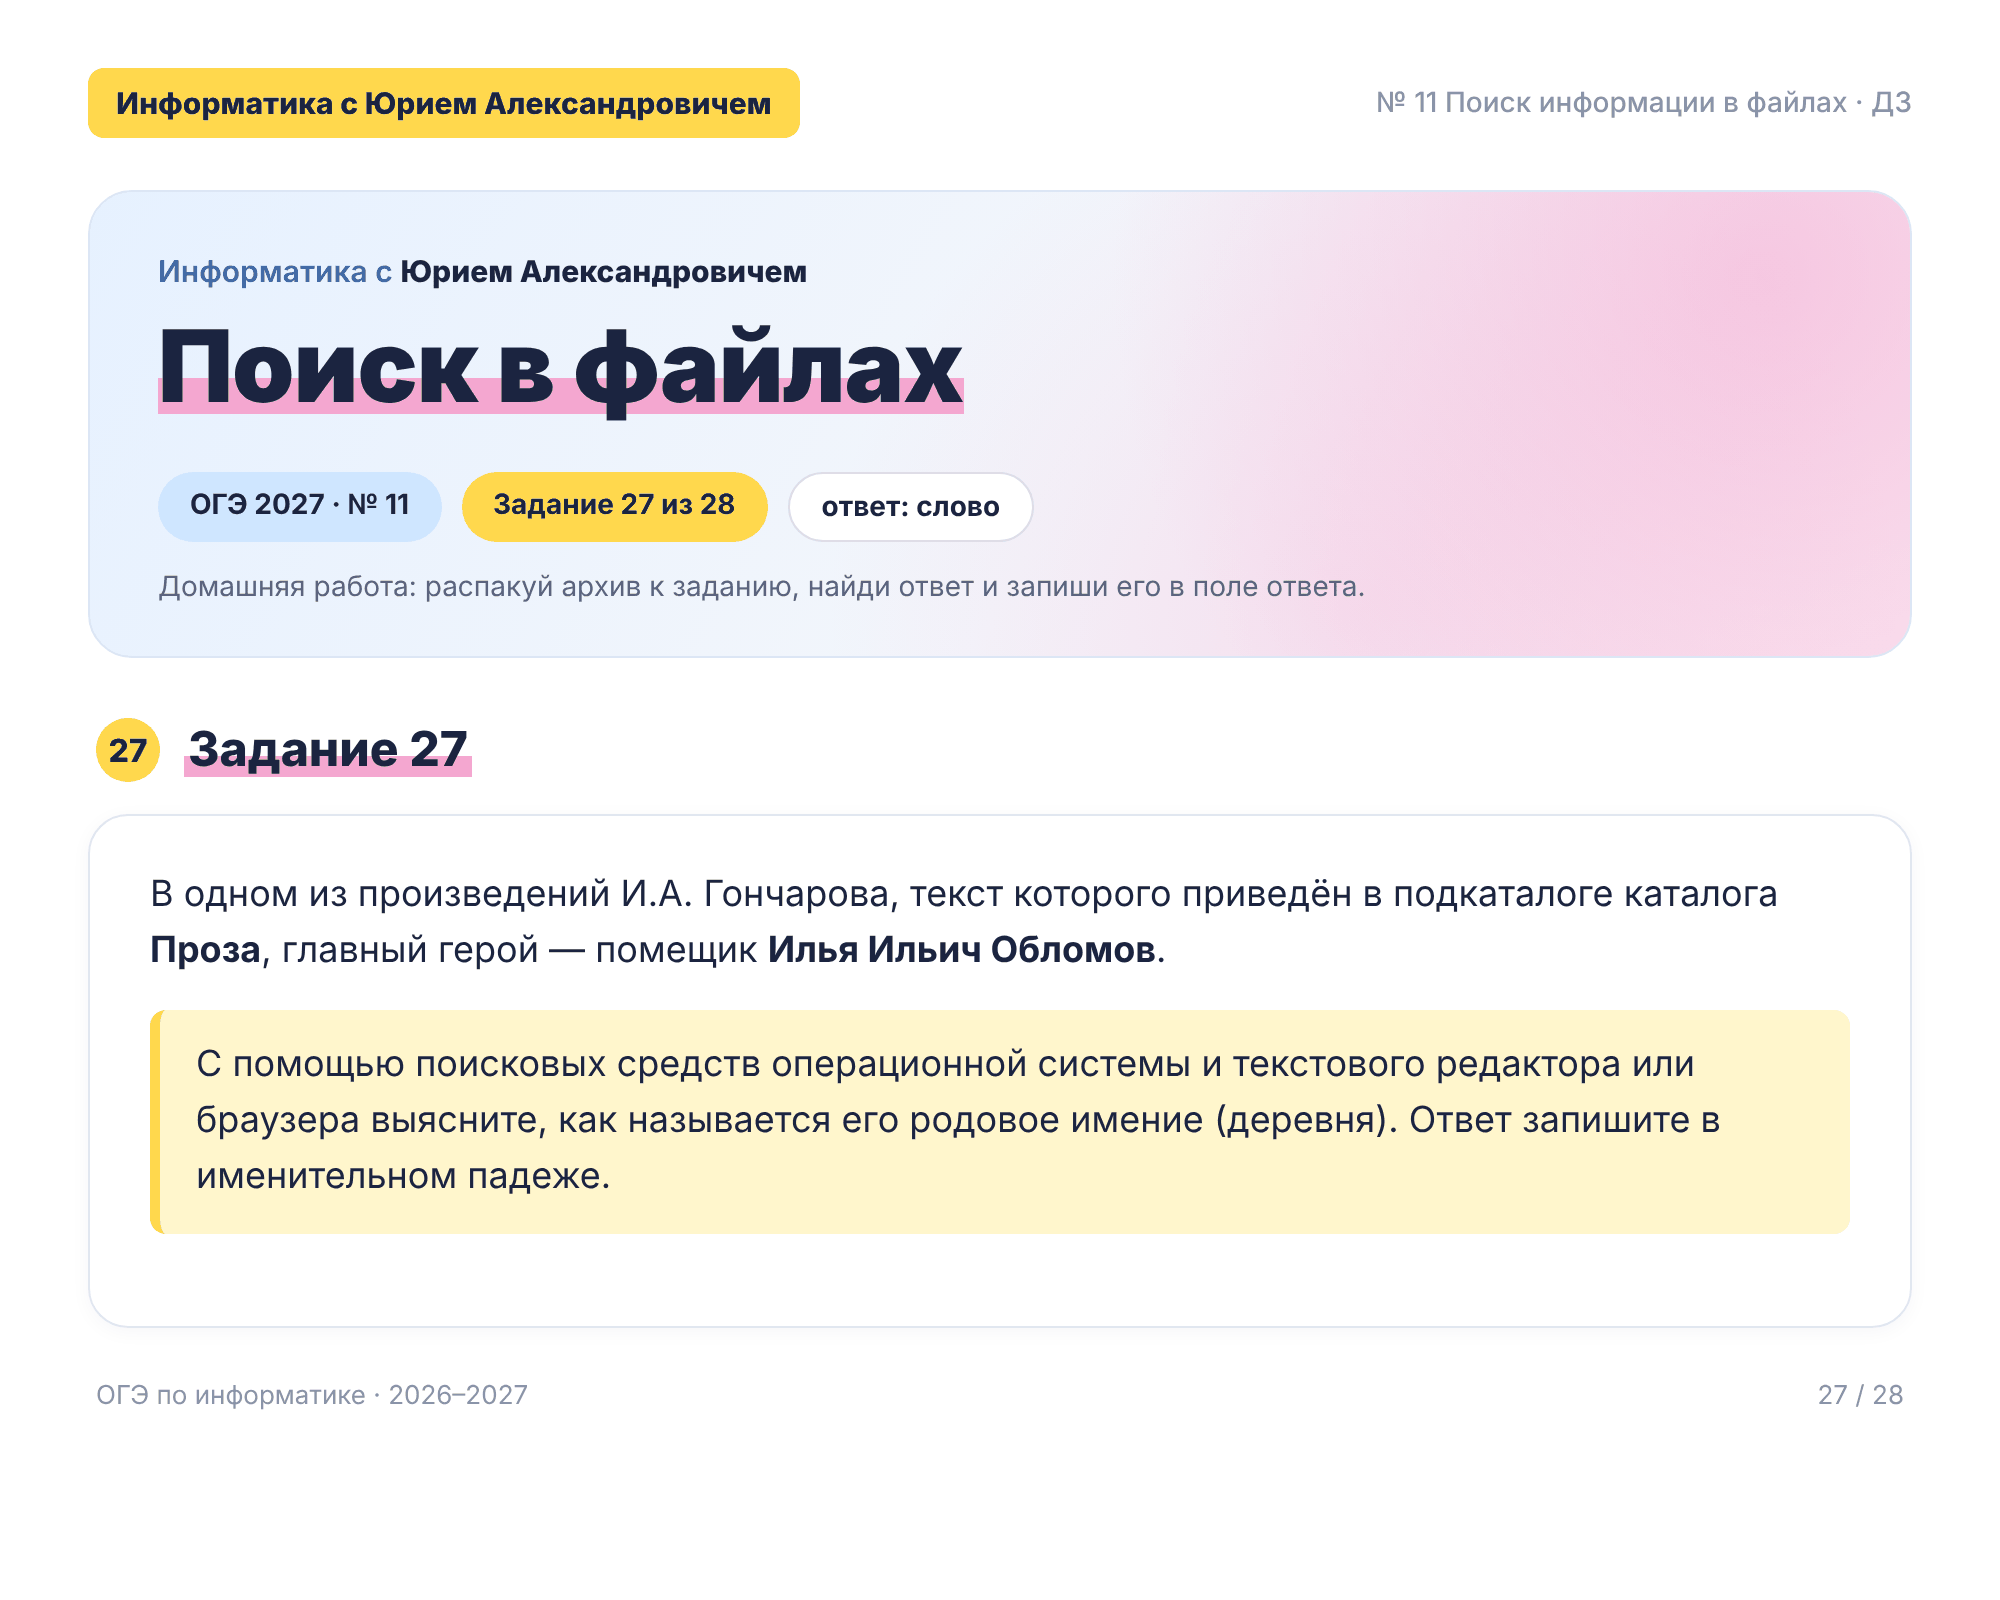 Информатика с Юрием Александровичем
№ 11 Поиск информации в файлах · ДЗ
Информатика с Юрием Александровичем
Поиск в файлах
ОГЭ 2027 · № 11
Задание 27 из 28
ответ: слово
Домашняя работа: распакуй архив к заданию, найди ответ и запиши его в поле ответа.
27 Задание 27
В одном из произведений И.А. Гончарова, текст которого приведён в подкаталоге каталога
Проза, главный герой — помещик Илья Ильич Обломов.
С помощью поисковых средств операционной системы и текстового редактора или
браузера выясните, как называется его родовое имение (деревня). Ответ запишите в
именительном падеже.
ОГЭ по информатике · 2026–2027
27 / 28